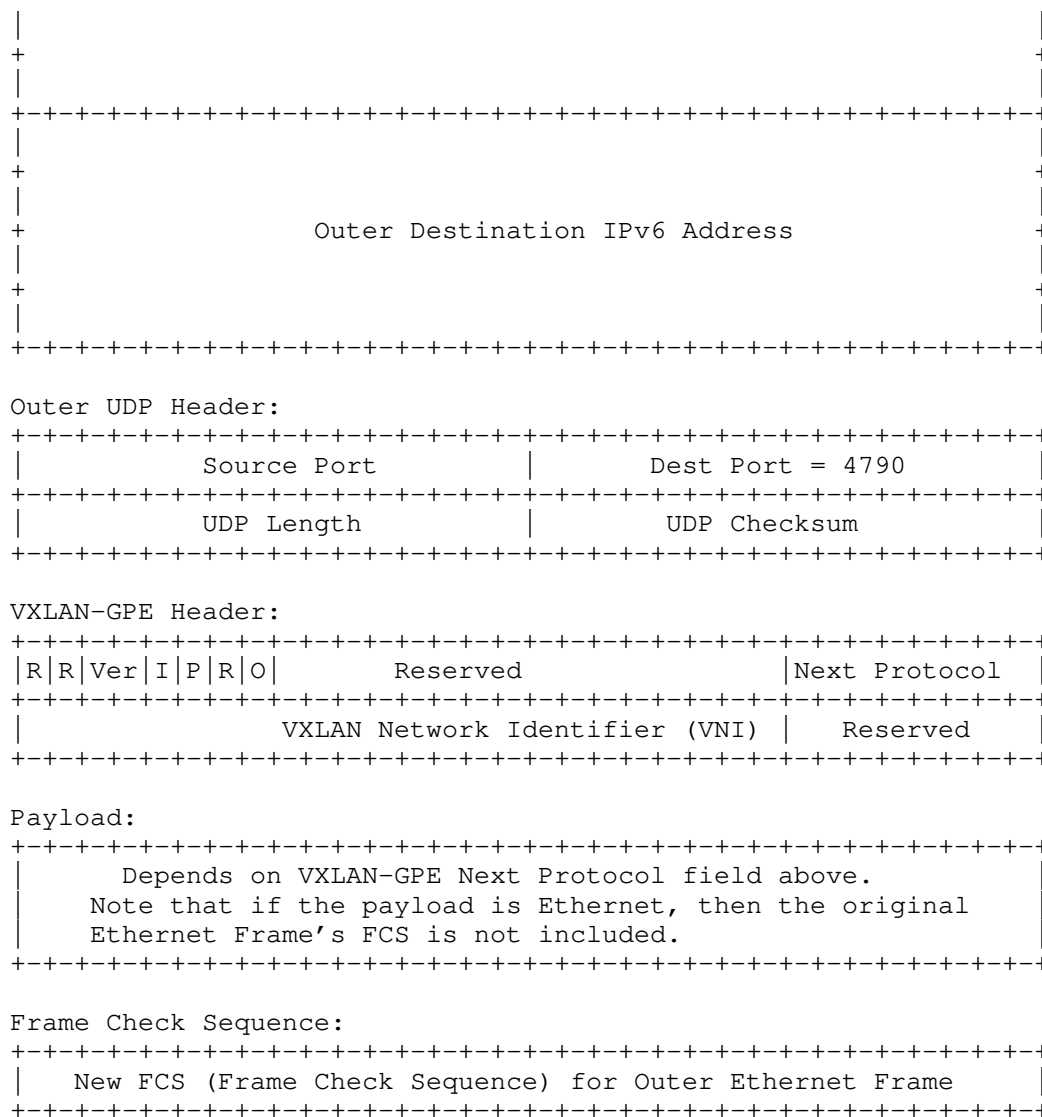 |                                                               |
+                                                               +
|                                                               |
+-+-+-+-+-+-+-+-+-+-+-+-+-+-+-+-+-+-+-+-+-+-+-+-+-+-+-+-+-+-+-+-+
|                                                               |
+                                                               +
|                                                               |
+                  Outer Destination IPv6 Address               +
|                                                               |
+                                                               +
|                                                               |
+-+-+-+-+-+-+-+-+-+-+-+-+-+-+-+-+-+-+-+-+-+-+-+-+-+-+-+-+-+-+-+-+
Outer UDP Header:
+-+-+-+-+-+-+-+-+-+-+-+-+-+-+-+-+-+-+-+-+-+-+-+-+-+-+-+-+-+-+-+-+
|           Source Port         |       Dest Port = 4790        |
+-+-+-+-+-+-+-+-+-+-+-+-+-+-+-+-+-+-+-+-+-+-+-+-+-+-+-+-+-+-+-+-+
|           UDP Length          |        UDP Checksum           |
+-+-+-+-+-+-+-+-+-+-+-+-+-+-+-+-+-+-+-+-+-+-+-+-+-+-+-+-+-+-+-+-+
VXLAN-GPE Header:
+-+-+-+-+-+-+-+-+-+-+-+-+-+-+-+-+-+-+-+-+-+-+-+-+-+-+-+-+-+-+-+-+
|R|R|Ver|I|P|R|O|       Reserved                |Next Protocol  |
+-+-+-+-+-+-+-+-+-+-+-+-+-+-+-+-+-+-+-+-+-+-+-+-+-+-+-+-+-+-+-+-+
|                VXLAN Network Identifier (VNI) |   Reserved    |
+-+-+-+-+-+-+-+-+-+-+-+-+-+-+-+-+-+-+-+-+-+-+-+-+-+-+-+-+-+-+-+-+
Payload:
+-+-+-+-+-+-+-+-+-+-+-+-+-+-+-+-+-+-+-+-+-+-+-+-+-+-+-+-+-+-+-+-+
|      Depends on VXLAN-GPE Next Protocol field above.          |
|    Note that if the payload is Ethernet, then the original    |
|    Ethernet Frame's FCS is not included.                      |
+-+-+-+-+-+-+-+-+-+-+-+-+-+-+-+-+-+-+-+-+-+-+-+-+-+-+-+-+-+-+-+-+
Frame Check Sequence:
+-+-+-+-+-+-+-+-+-+-+-+-+-+-+-+-+-+-+-+-+-+-+-+-+-+-+-+-+-+-+-+-+
|   New FCS (Frame Check Sequence) for Outer Ethernet Frame     |
+-+-+-+-+-+-+-+-+-+-+-+-+-+-+-+-+-+-+-+-+-+-+-+-+-+-+-+-+-+-+-+-+